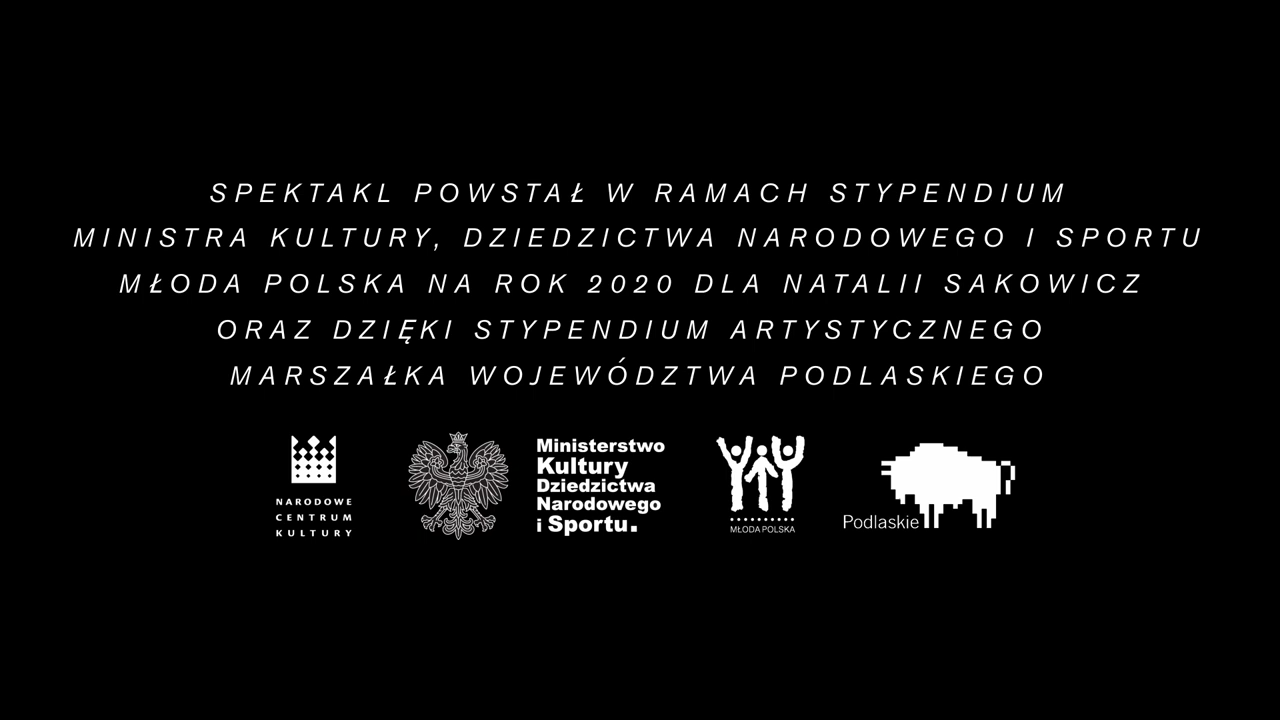 SPEKTAKL POWSTAŁ W RAMACH STYPENDIUM
MINISTRA KULTURY, DZIEDZICTWA NARODOWEGO I SPORTU
MŁODA POLSKA NA ROK 2020 DLA NATALII SAKOWICZ
ORAZ DZIĘKI STYPENDIUM ARTYSTYCZNEGO
MARSZAŁKA WOJEWÓDZTWA PODLASKIEGO
NARODOWE
CENTRUM
KULTURY
Ministerstwo
Kultury
Dziedzictwa
Narodowego
i Sportu.
MŁODA POLSKA
Podlaskie